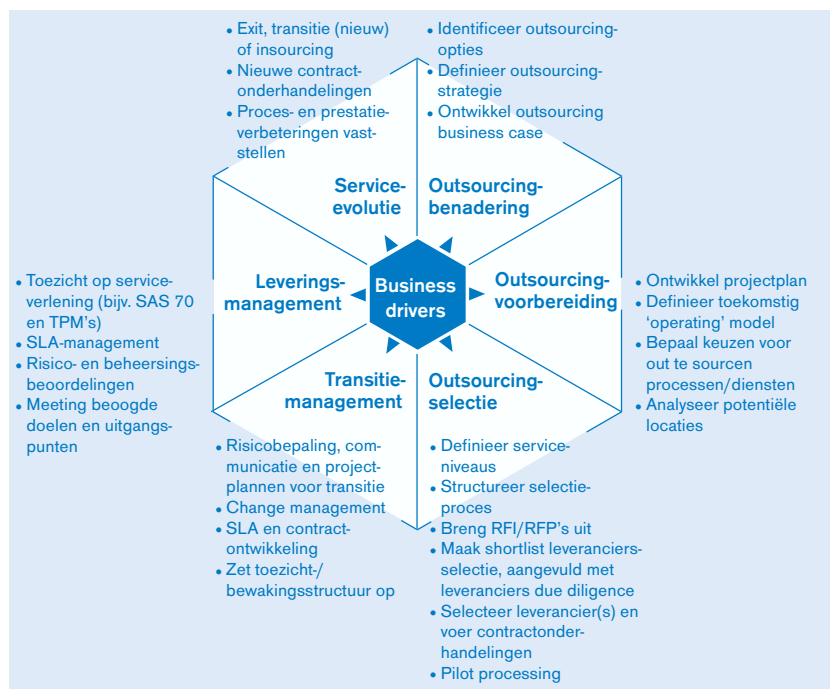 • Exit, transitie (nieuw)
of insourcing
• Nieuwe contract-
onderhandelingen
• Proces- en prestatie-
verbeteringen vast-
stellen
• Identificeer outsourcing-
opties
• Definieer outsourcing-
strategie
• Ontwikkel outsourcing
business case
Service-
evolutie
Outsourcing-
benadering
• Toezicht op service-
verlening (bijv. SAS 70
en TPM’s)
• SLA-management
• Risico- en beheersings-
beoordelingen
• Meeting beoogde
doelen en uitgangs-
punten
Leverings-
management
Business
drivers
Outsourcing-
voorbereiding
• Ontwikkel projectplan
• Definieer toekomstig
‘operating’ model
• Bepaal keuzen voor
out te sourcen
processen/diensten
• Analyseer potentiële
locaties
Transitie-
management
Outsourcing-
selectie
• Risicobepaling, com-
municatie en project-
plannen voor transitie
• Change management
• SLA en contract-
ontwikkeling
• Zet toezicht-/
bewakingsstructuur op
• Definieer service-
niveaus
• Structureer selectie-
proces
• Breng RFI/RFP’s uit
• Maak shortlist leveranciers-
selectie, aangevuld met
leveranciers due diligence
• Selecteer leverancier(s) en
voer contractonder-
handelingen
• Pilot processing